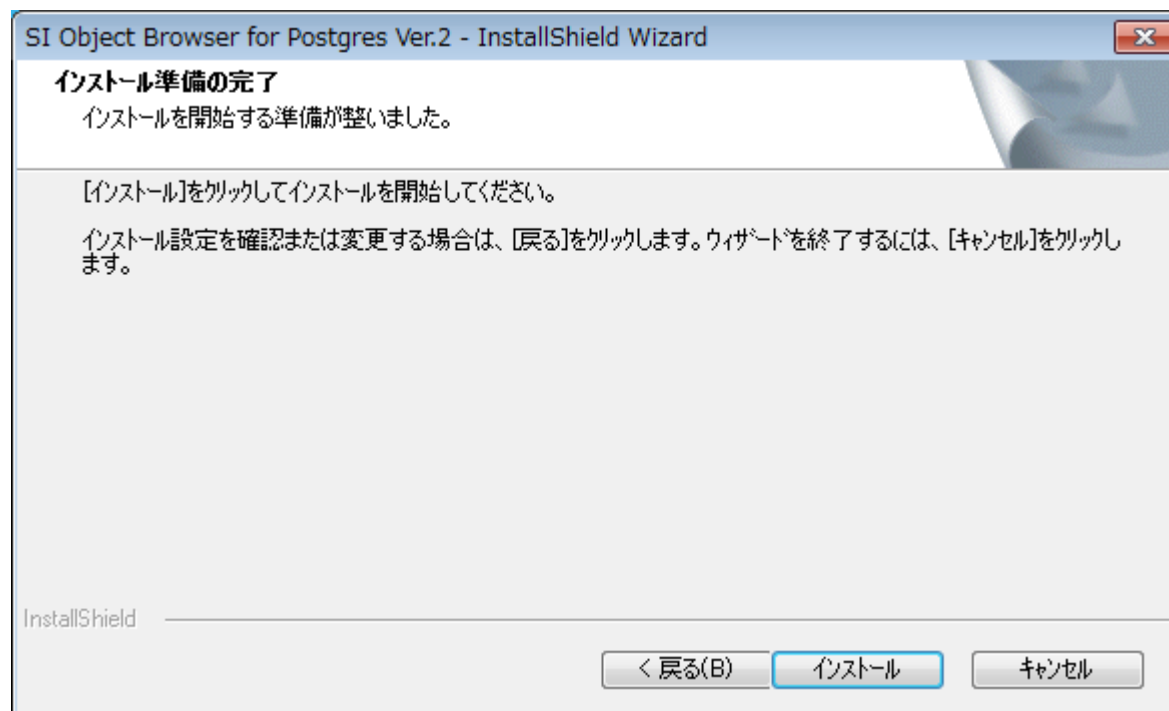 SI Object Browser for Postgres Ver.2 - InstallShield Wizard
インストール準備の完了
インストールを開始する準備が整いました。
[インストール]をクリックしてインストールを開始してください。
インストール設定を確認または変更する場合は、[戻る]をクリックします。ウィザードを終了するには、[キャンセル]をクリックし
ます。
InstallShield
< 戻る(B)
インストール
キャンセル